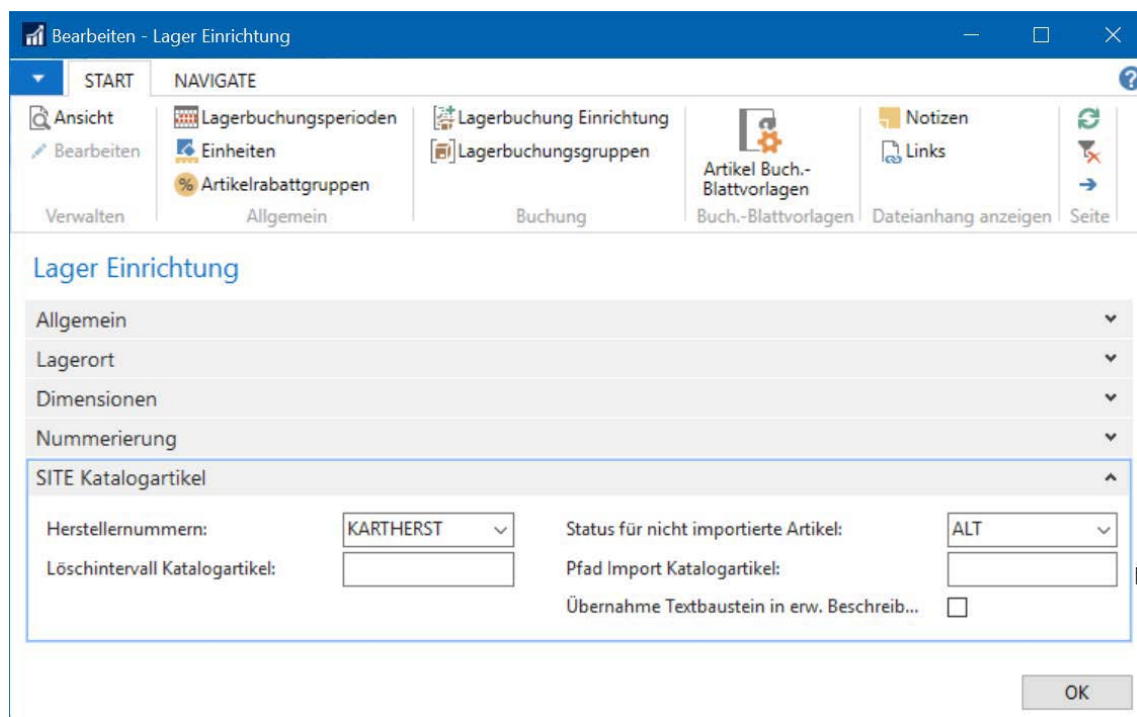 Bearbeiten - Lager Einrichtung
START NAVIGATE
Ansicht
Bearbeiten
Verwalten
Lagerbuchungsperioden
Einheiten
% Artikelrabattgruppen
Allgemein
Lagerbuchung Einrichtung
Lagerbuchungsgruppen
Buchung
Artikel Buch.-
Blattvorlagen
Buch.-Blattvorlagen
Notizen
Links
Dateianhang anzeigen
Seite
Lager Einrichtung
Allgemein
Lagerort
Dimensionen
Nummerierung
SITE Katalogartikel
Herstellernummern: KARTHERST
Löschintervall Katalogartikel:
Status für nicht importierte Artikel: ALT
Pfad Import Katalogartikel:
Übernahme Textbaustein in erw. Beschreib...
OK